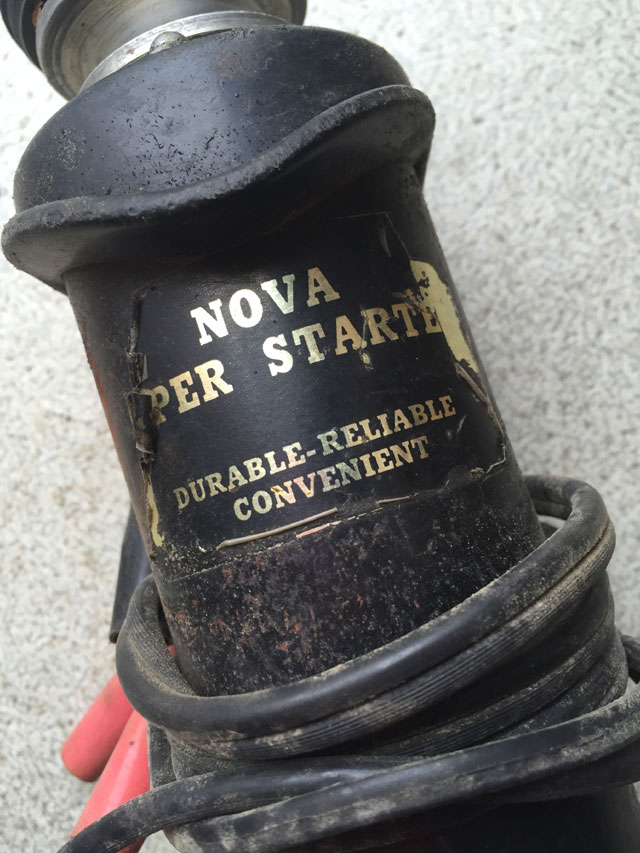 NOVA
PER STARTE
DURABLE-RELIABLE
CONVENIENT